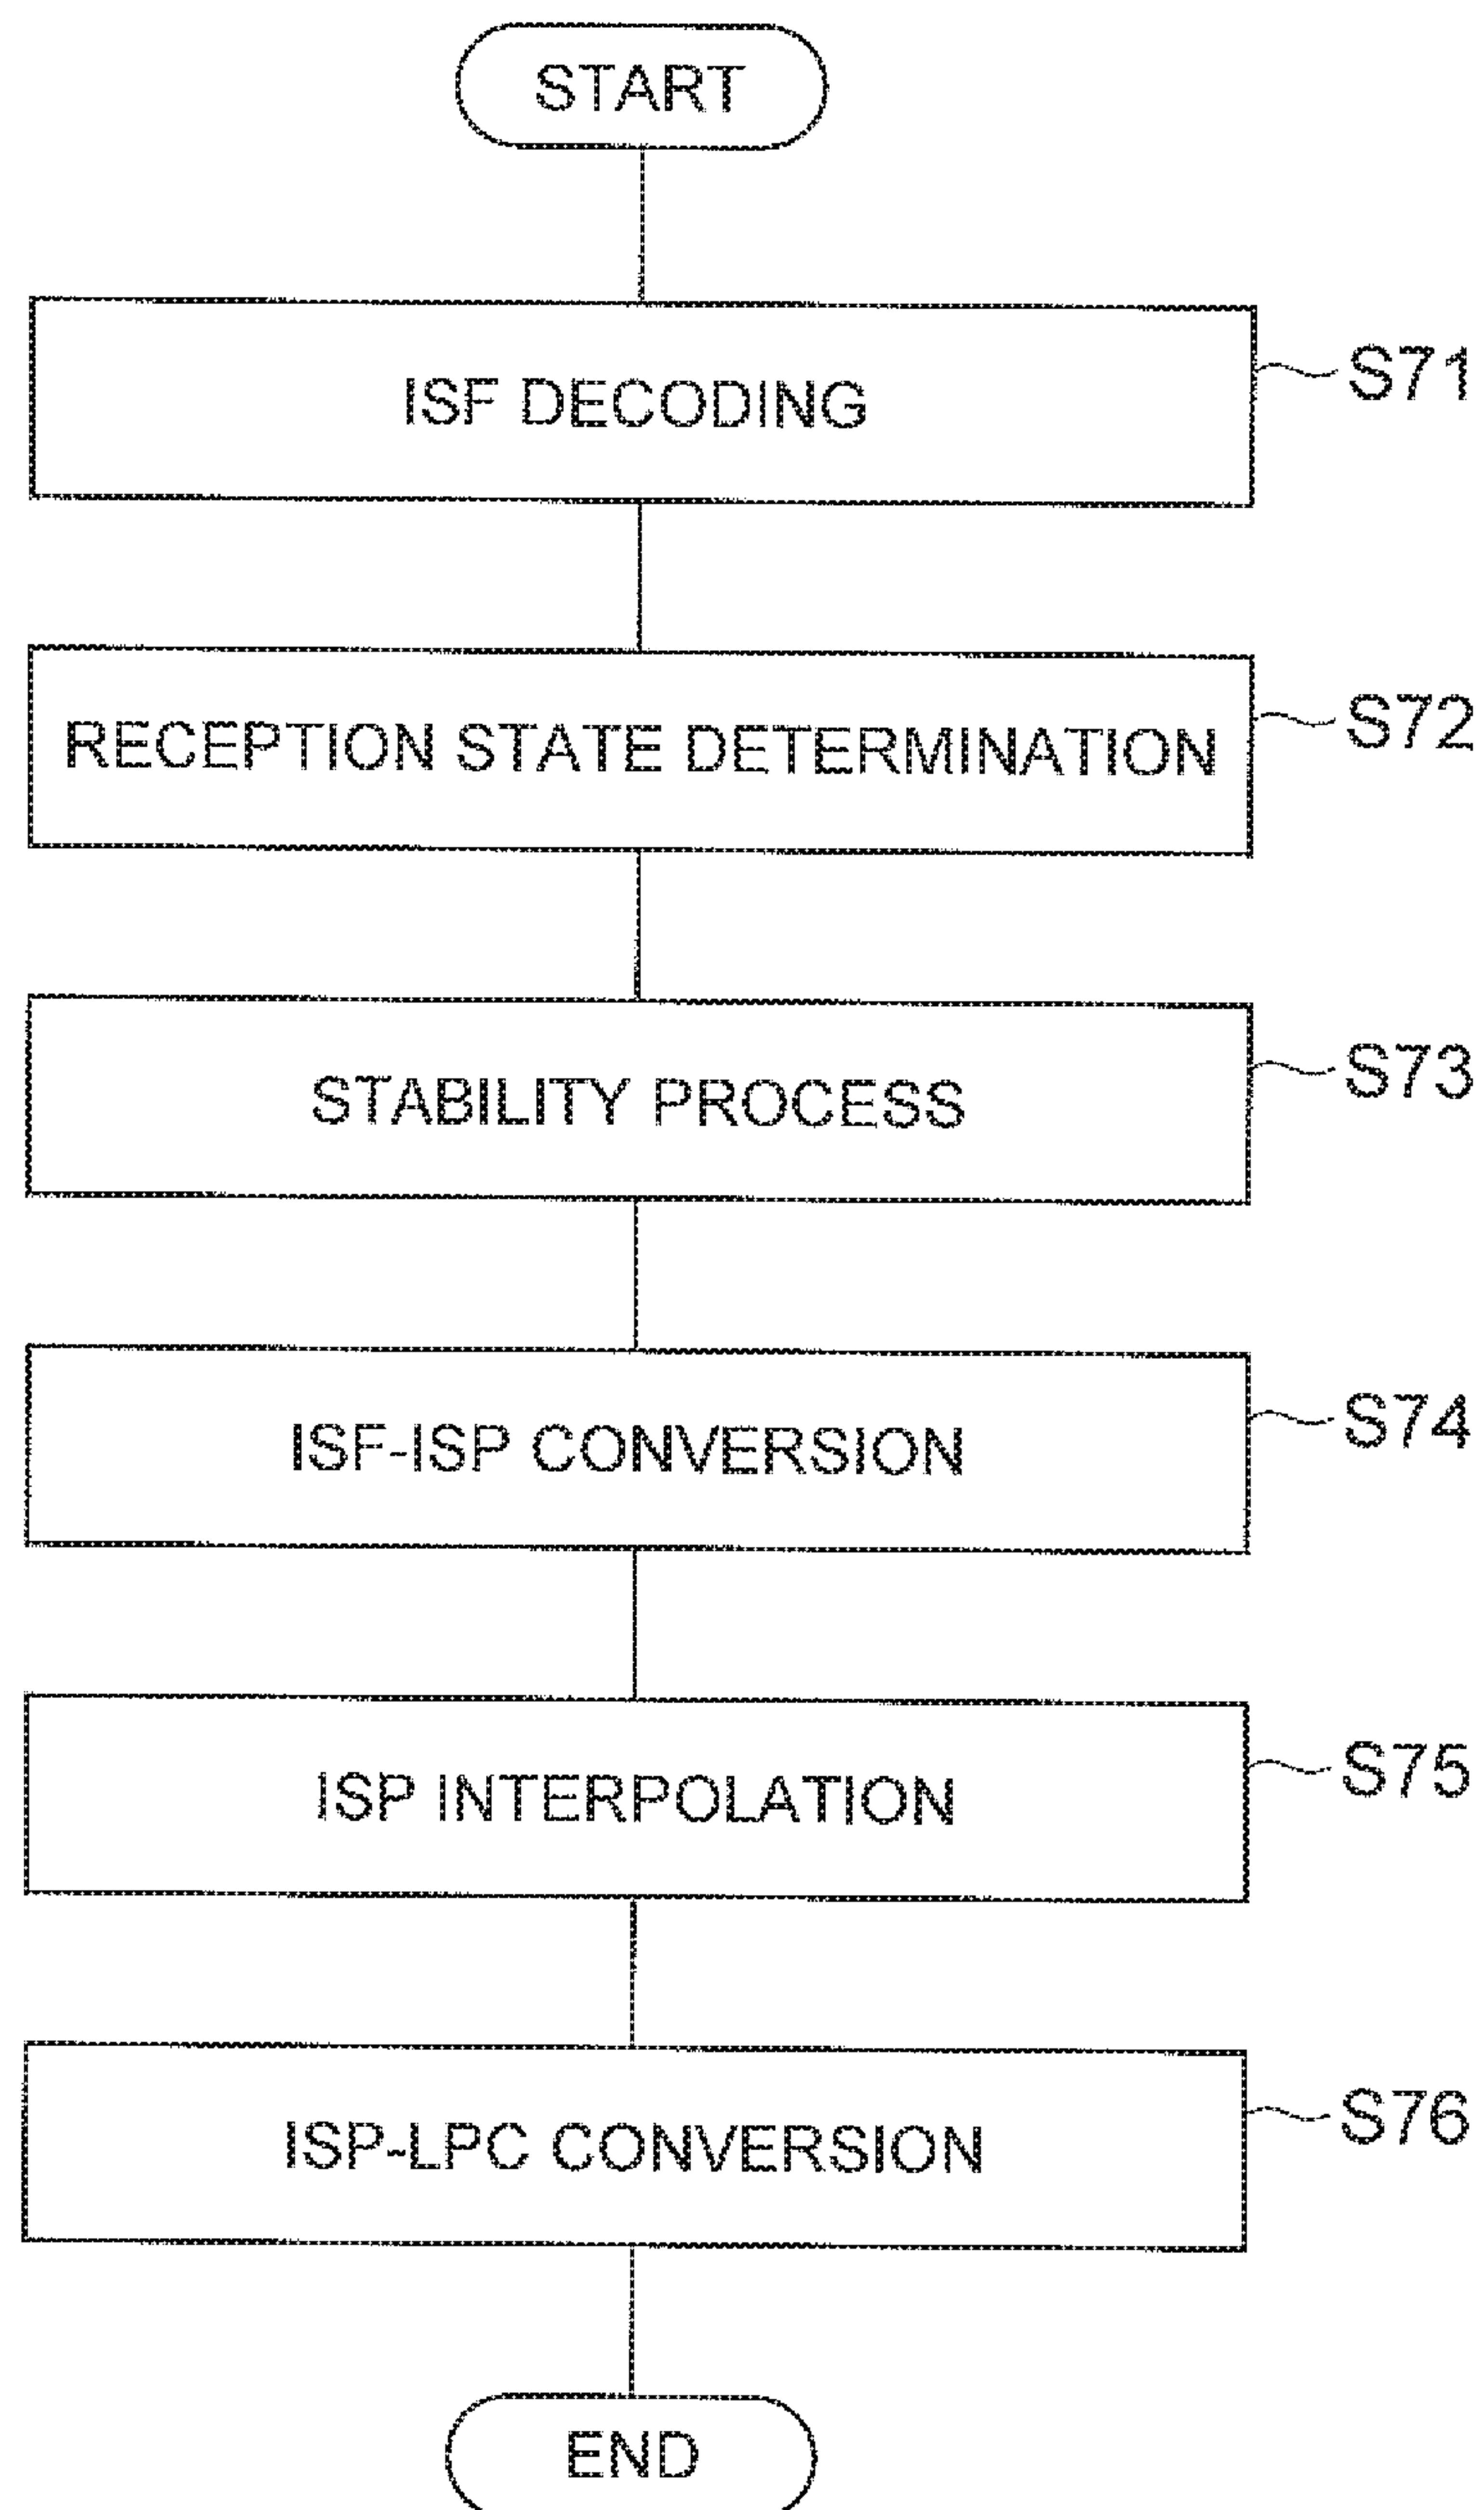 START
ISF DECODING
S71
RECEPTION STATE DETERMINATION
S72
STABILITY PROCESS
S73
ISF-ISP CONVERSION
S74
ISP INTERPOLATION
S75
ISP-LPC CONVERSION
S76
END